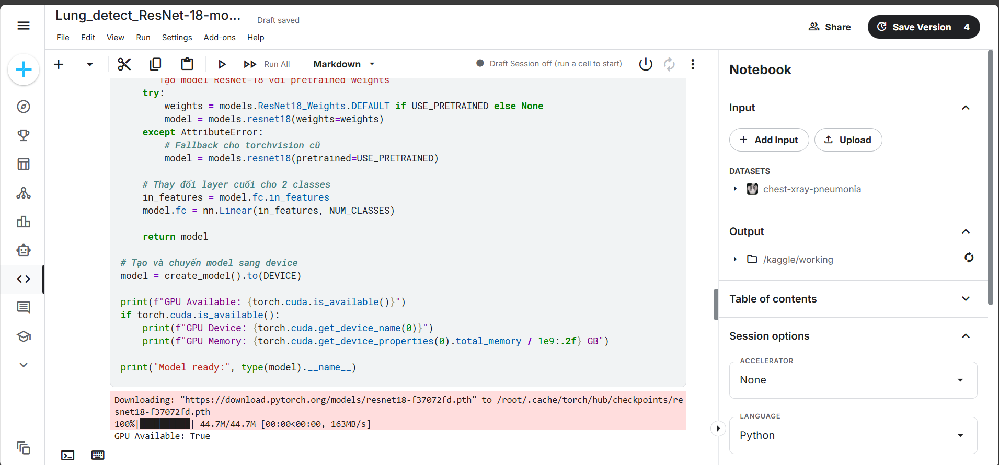 Lung_detect_ResNet-18-mo...
Draft saved
File Edit View Run Settings Add-ons Help
Share
Save Version 4
Run All
Markdown
Draft Session off (run a cell to start)
Tạo model ResNet-18 với pretrained weights
try:
weights = models.ResNet18_Weights.DEFAULT if USE_PRETRAINED else None
model = models.resnet18(weights=weights)
except AttributeError:
# Fallback cho torchvision cũ
model = models.resnet18(pretrained=USE_PRETRAINED)
# Thay đổi layer cuối cho 2 classes
in_features = model.fc.in_features
model.fc = nn.Linear(in_features, NUM_CLASSES)
return model
# Tạo và chuyển model sang device
model = create_model().to(DEVICE)
print(f"GPU Available: {torch.cuda.is_available()}")
if torch.cuda.is_available():
print(f"GPU Device: {torch.cuda.get_device_name(0)}")
print(f"GPU Memory: {torch.cuda.get_device_properties(0).total_memory / 1e9:.2f} GB")
print("Model ready:", type(model).__name__)
Downloading: "https://download.pytorch.org/models/resnet18-f37072fd.pth" to /root/.cache/torch/hub/checkpoints/re
snet18-f37072fd.pth
100%|██████████| 44.7M/44.7M [00:00<00:00, 163MB/s]
GPU Available: True
Notebook
Input
Add Input
Upload
DATASETS
chest-xray-pneumonia
Output
/kaggle/working
Table of contents
Session options
ACCELERATOR
None
LANGUAGE
Python